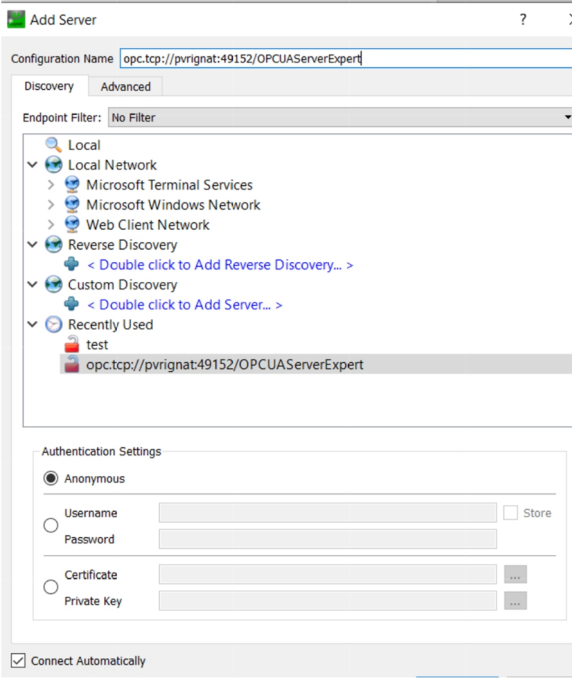 Add Server ?
Configuration Name opc.tcp://pvrignat:49152/OPCUAServerExpert
Discovery Advanced
Endpoint Filter: No Filter
Local
Local Network
Microsoft Terminal Services
Microsoft Windows Network
Web Client Network
Reverse Discovery
< Double click to Add Reverse Discovery... >
Custom Discovery
< Double click to Add Server... >
Recently Used
test
opc.tcp://pvrignat:49152/OPCUAServerExpert
Authentication Settings
Anonymous
Username Store
Password
Certificate ...
Private Key ...
Connect Automatically